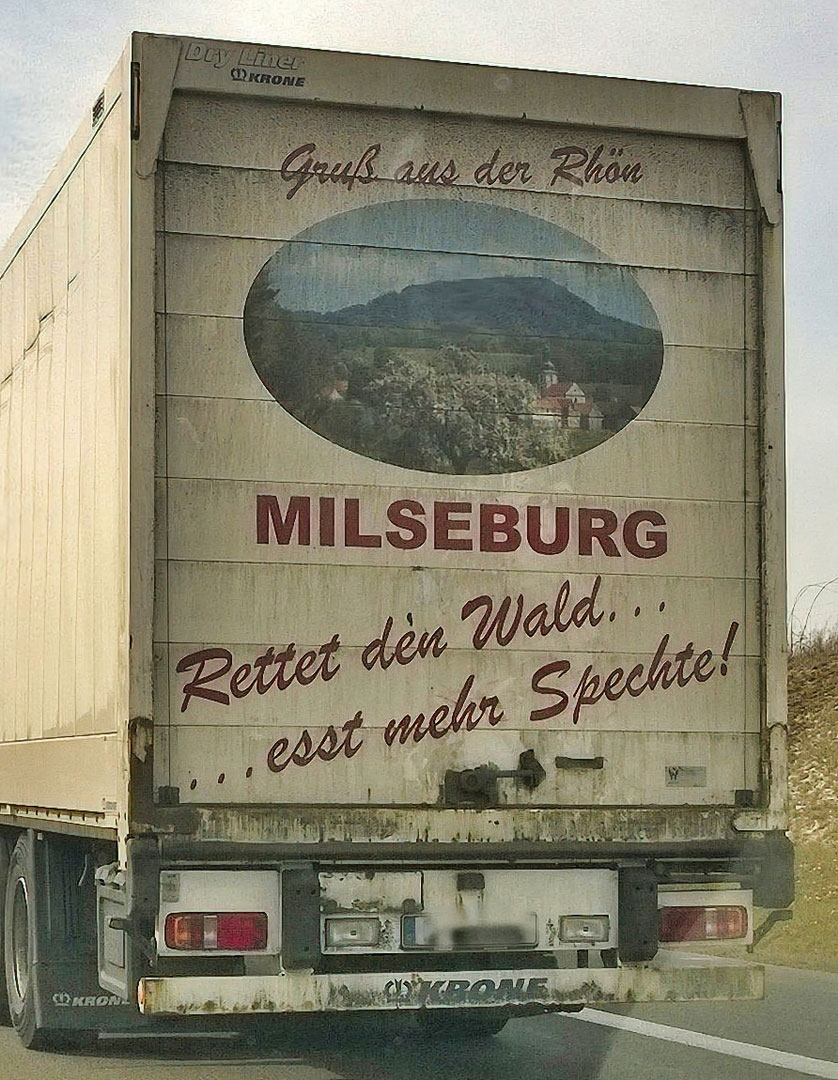 Dry Liner
KRONE
Gruß aus der Rhön
MILSEBURG
Rettet den Wald...
...esst mehr Spechte!
KRONE
KRONE